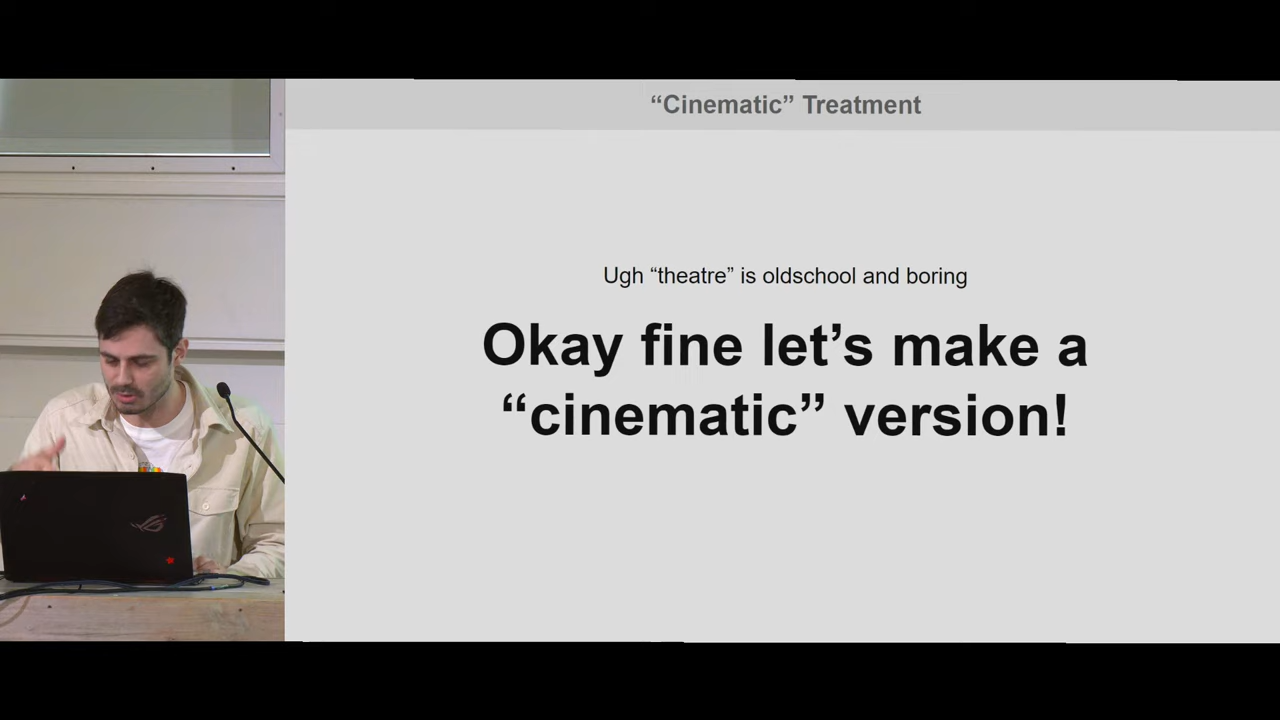 “Cinematic” Treatment
Ugh “theatre” is oldschool and boring
Okay fine let’s make a
“cinematic” version!